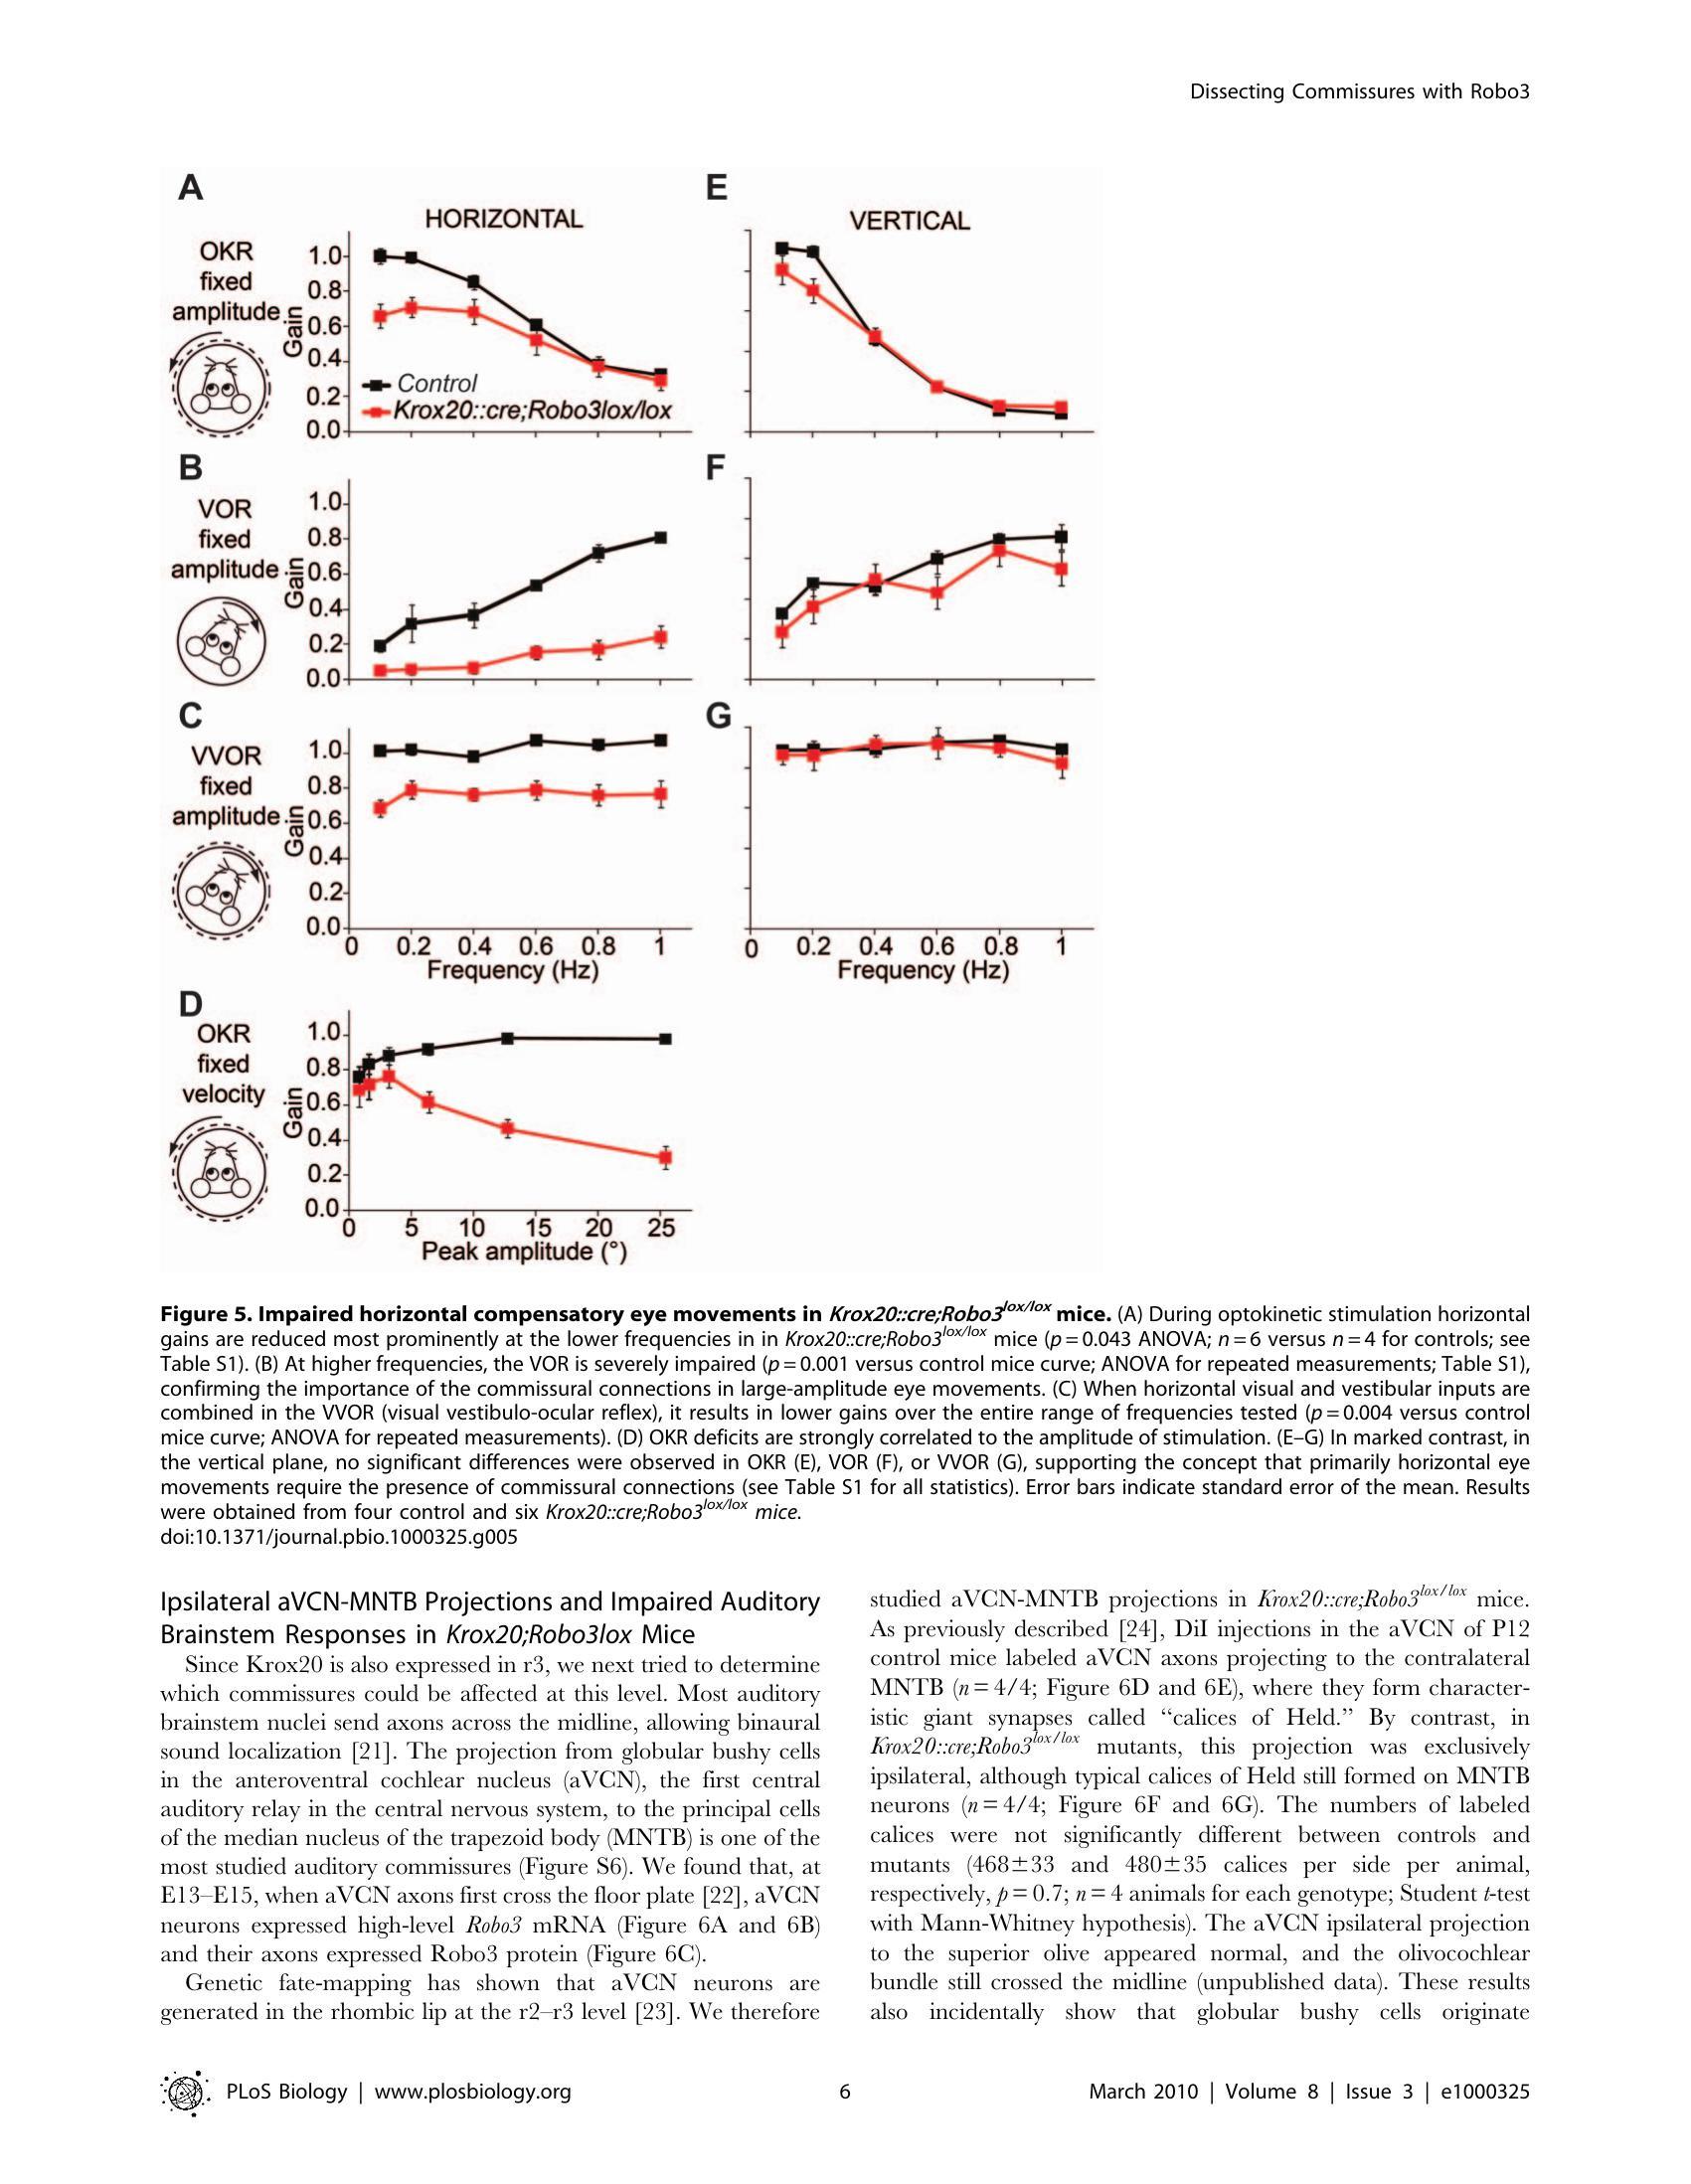 Dissecting Commissures with Robo3
A
E
HORIZONTAL
VERTICAL
OKR
fixed
amplitude
Gain
1.0
0.8
0.6
0.4
0.2
0.0
Control
Krox20::cre;Robo3lox/lox
B
F
VOR
fixed
amplitude
Gain
1.0
0.8
0.6
0.4
0.2
0.0
C
G
VVOR
fixed
amplitude
Gain
1.0
0.8
0.6
0.4
0.2
0.0
0 0.2 0.4 0.6 0.8 1
Frequency (Hz)
0 0.2 0.4 0.6 0.8 1
Frequency (Hz)
D
OKR
fixed
velocity
Gain
1.0
0.8
0.6
0.4
0.2
0.0
0 5 10 15 20 25
Peak amplitude (°)
Figure 5. Impaired horizontal compensatory eye movements in Krox20::cre;Robo3lox/lox mice. (A) During optokinetic stimulation horizontal
gains are reduced most prominently at the lower frequencies in in Krox20::cre;Robo3lox/lox mice (p = 0.043 ANOVA; n = 6 versus n = 4 for controls; see
Table S1). (B) At higher frequencies, the VOR is severely impaired (p = 0.001 versus control mice curve; ANOVA for repeated measurements; Table S1),
confirming the importance of the commissural connections in large-amplitude eye movements. (C) When horizontal visual and vestibular inputs are
combined in the VVOR (visual vestibulo-ocular reflex), it results in lower gains over the entire range of frequencies tested (p = 0.004 versus control
mice curve; ANOVA for repeated measurements). (D) OKR deficits are strongly correlated to the amplitude of stimulation. (E–G) In marked contrast, in
the vertical plane, no significant differences were observed in OKR (E), VOR (F), or VVOR (G), supporting the concept that primarily horizontal eye
movements require the presence of commissural connections (see Table S1 for all statistics). Error bars indicate standard error of the mean. Results
were obtained from four control and six Krox20::cre;Robo3lox/lox mice.
doi:10.1371/journal.pbio.1000325.g005
Ipsilateral aVCN-MNTB Projections and Impaired Auditory
Brainstem Responses in Krox20;Robo3lox Mice
Since Krox20 is also expressed in r3, we next tried to determine
which commissures could be affected at this level. Most auditory
brainstem nuclei send axons across the midline, allowing binaural
sound localization [21]. The projection from globular bushy cells
in the anteroventral cochlear nucleus (aVCN), the first central
auditory relay in the central nervous system, to the principal cells
of the median nucleus of the trapezoid body (MNTB) is one of the
most studied auditory commissures (Figure S6). We found that, at
E13–E15, when aVCN axons first cross the floor plate [22], aVCN
neurons expressed high-level Robo3 mRNA (Figure 6A and 6B)
and their axons expressed Robo3 protein (Figure 6C).
Genetic fate-mapping has shown that aVCN neurons are
generated in the rhombic lip at the r2–r3 level [23]. We therefore
studied aVCN-MNTB projections in Krox20::cre;Robo3lox/lox mice.
As previously described [24], DiI injections in the aVCN of P12
control mice labeled aVCN axons projecting to the contralateral
MNTB (n = 4/4; Figure 6D and 6E), where they form character-
istic giant synapses called “calices of Held.” By contrast, in
Krox20::cre;Robo3lox/lox mutants, this projection was exclusively
ipsilateral, although typical calices of Held still formed on MNTB
neurons (n = 4/4; Figure 6F and 6G). The numbers of labeled
calices were not significantly different between controls and
mutants (468±33 and 480±35 calices per side per animal,
respectively, p = 0.7; n = 4 animals for each genotype; Student t-test
with Mann-Whitney hypothesis). The aVCN ipsilateral projection
to the superior olive appeared normal, and the olivocochlear
bundle still crossed the midline (unpublished data). These results
also incidentally show that globular bushy cells originate
PLoS Biology | www.plosbiology.org
6
March 2010 | Volume 8 | Issue 3 | e1000325